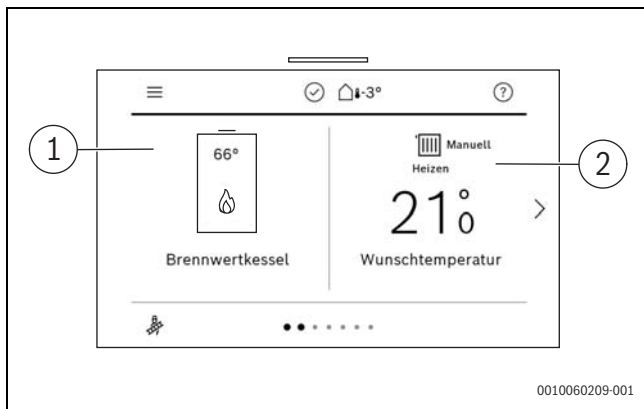 -3°
?
1
66°
Brennwertkessel
Manuell
Heizen
21°0
Wunschtemperatur
2
0010060209-001